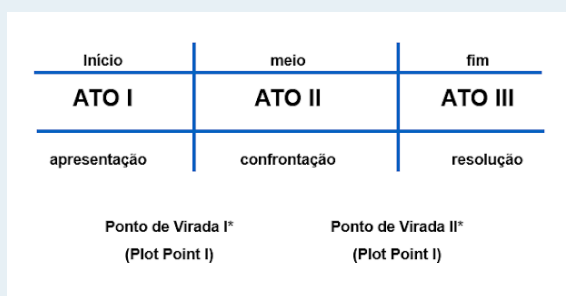 Início meio fim
ATO I ATO II ATO III
apresentação confrontação resolução
Ponto de Virada I* Ponto de Virada II*
(Plot Point I) (Plot Point I)